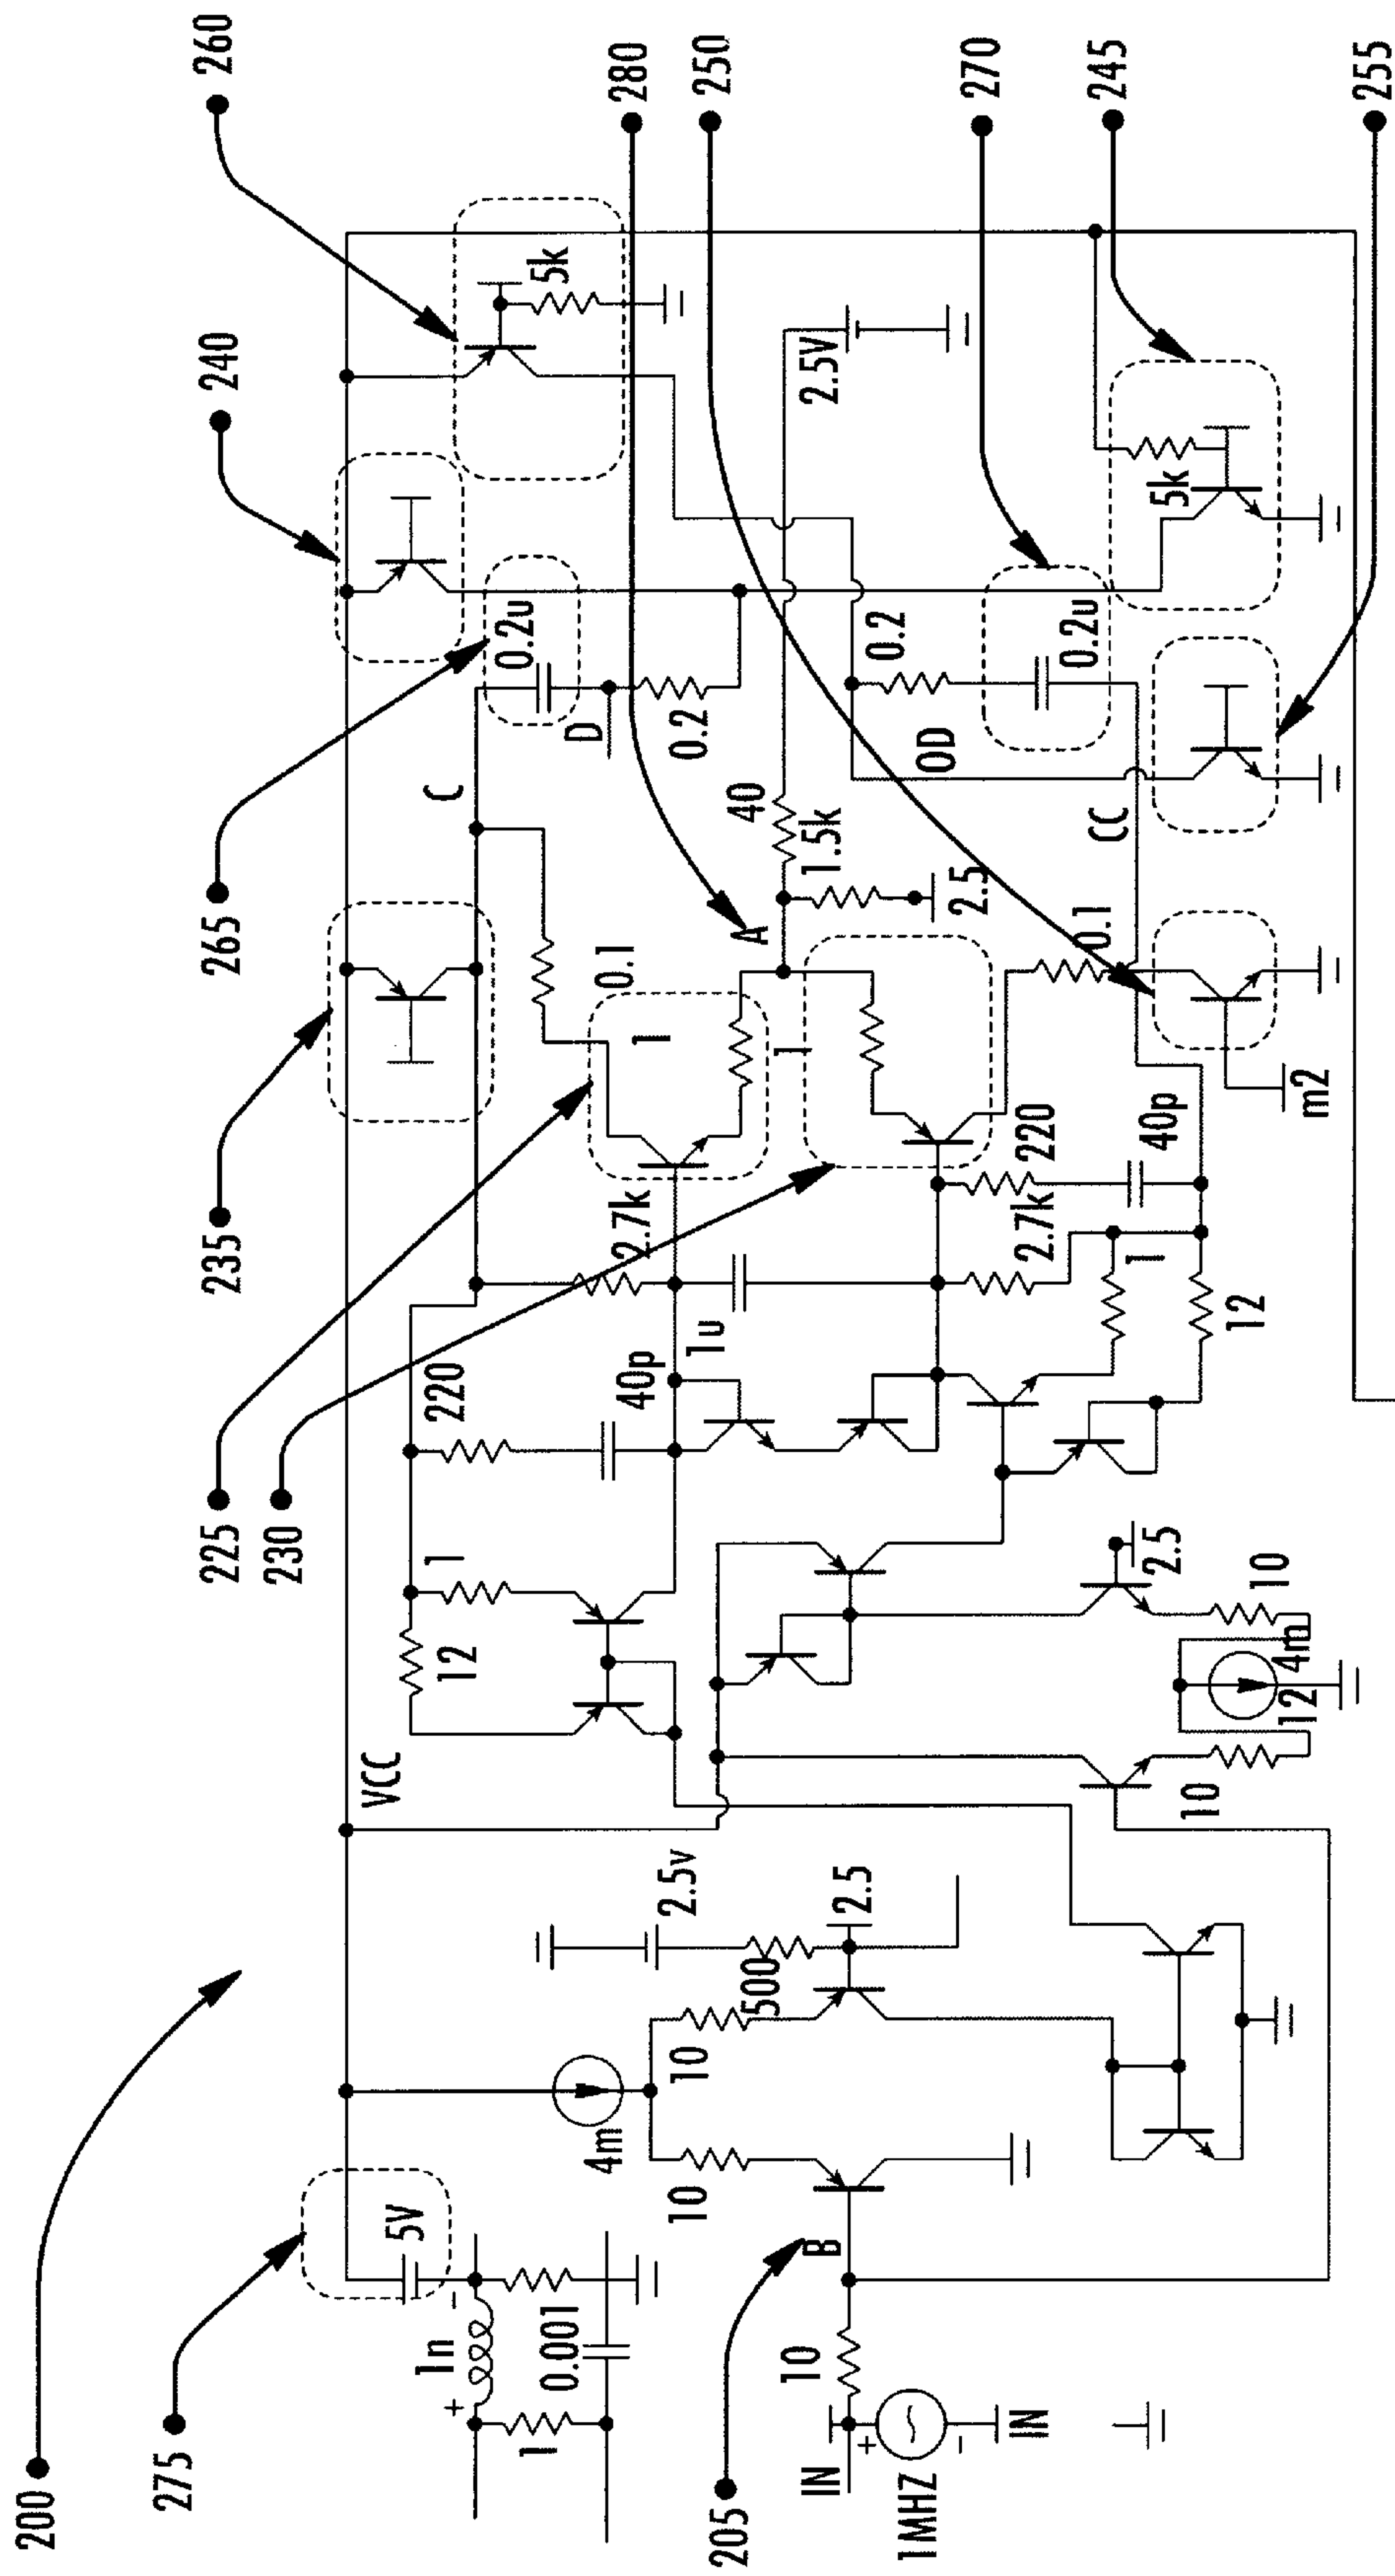 200
275
205
225
230
235
265
240
260
280
250
270
245
255
VCC
5V
-
1n
+
0.001
1
IN
1MHZ
+
-
IN
10
B
10
4m
10
500
2.5v
2.5
12
1
220
40p
1u
2.7k
C
0.1
1
1
A
40
1.5k
2.5
2.5V
0.2u
D
0.2
5k
0.2
0.2u
OD
CC
5k
0.1
m2
220
40p
2.7k
1
12
2.5
10
4m
12
10